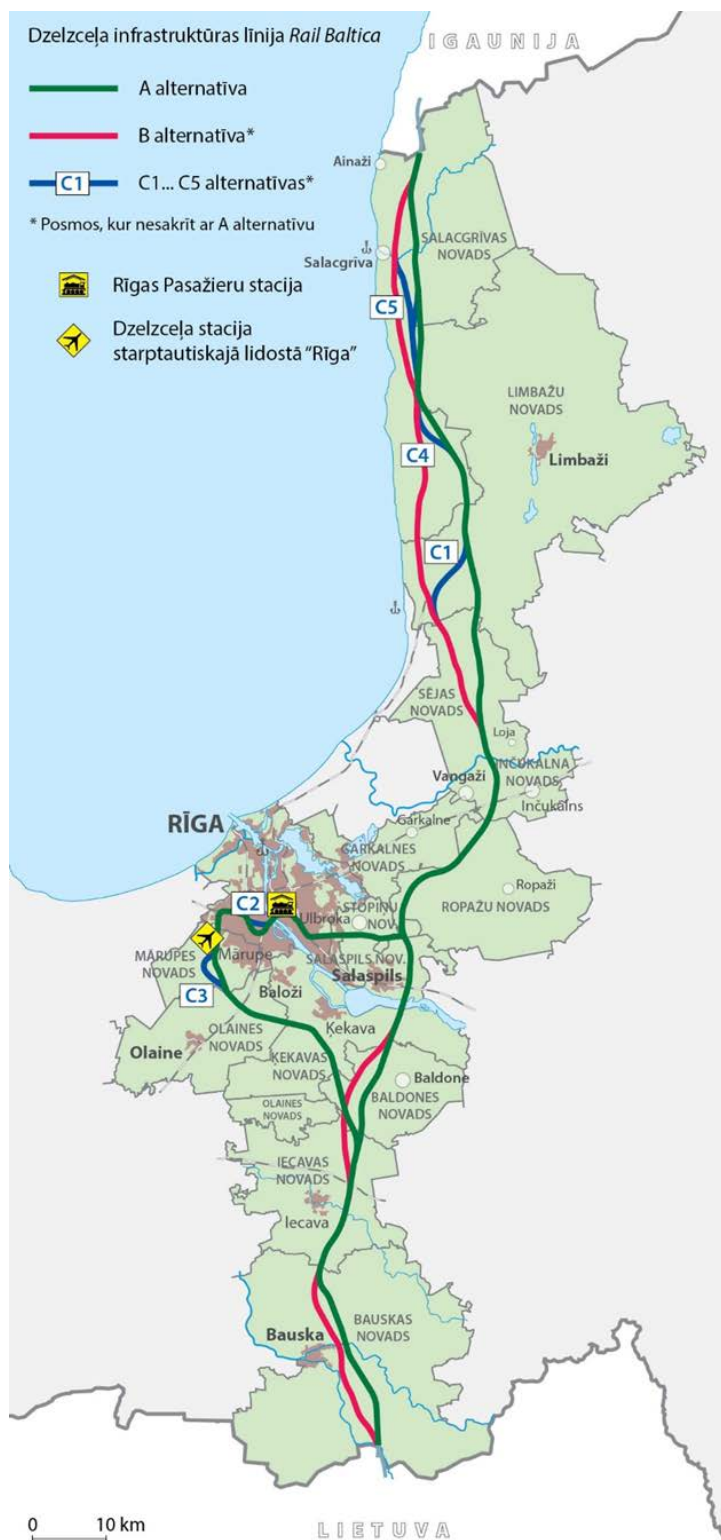 Dzelzceļa infrastruktūras līnija Rail Baltica
IGAUNIJA
A alternatīva
B alternatīva*
C1
C1... C5 alternatīvas*
* Posmos, kur nesakrīt ar A alternatīvu
Rīgas Pasažieru stacija
Dzelzceļa stacija
starptautiskajā lidostā "Rīga"
Ainaži
SALACGRĪVAS
NOVADS
Salacgrīva
C5
LIMBAŽU
NOVADS
C4
Limbaži
C1
SĒJAS
NOVADS
Loja
INČUKALNA
NOVADS
Vangaži
Inčukalns
RĪGA
Garkalne
GARKALNES
NOVADS
Ropaži
ROPAŽU NOVADS
C2
Ulbroka
STOPIŅU
NOV.
MĀRUPES
NOVADS
Mārupe
SALASPILS NOV.
Salaspils
C3
Baloži
Ķekava
OLAINES
NOVADS
Olaine
ĶEKAVAS
NOVADS
Baldone
BALDONES
NOVADS
OLAINES
NOVADS
IECAVAS
NOVADS
Iecava
BAUSKAS
NOVADS
Bauska
0 10 km
LIETUVA